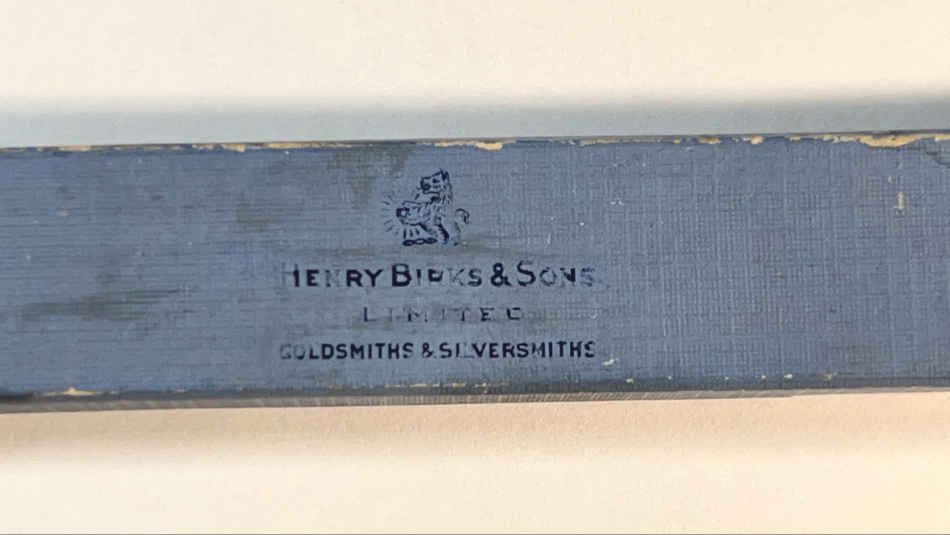 HENRY BIRKS & SONS
LIMITED
GOLDSMITHS & SILVERSMITHS